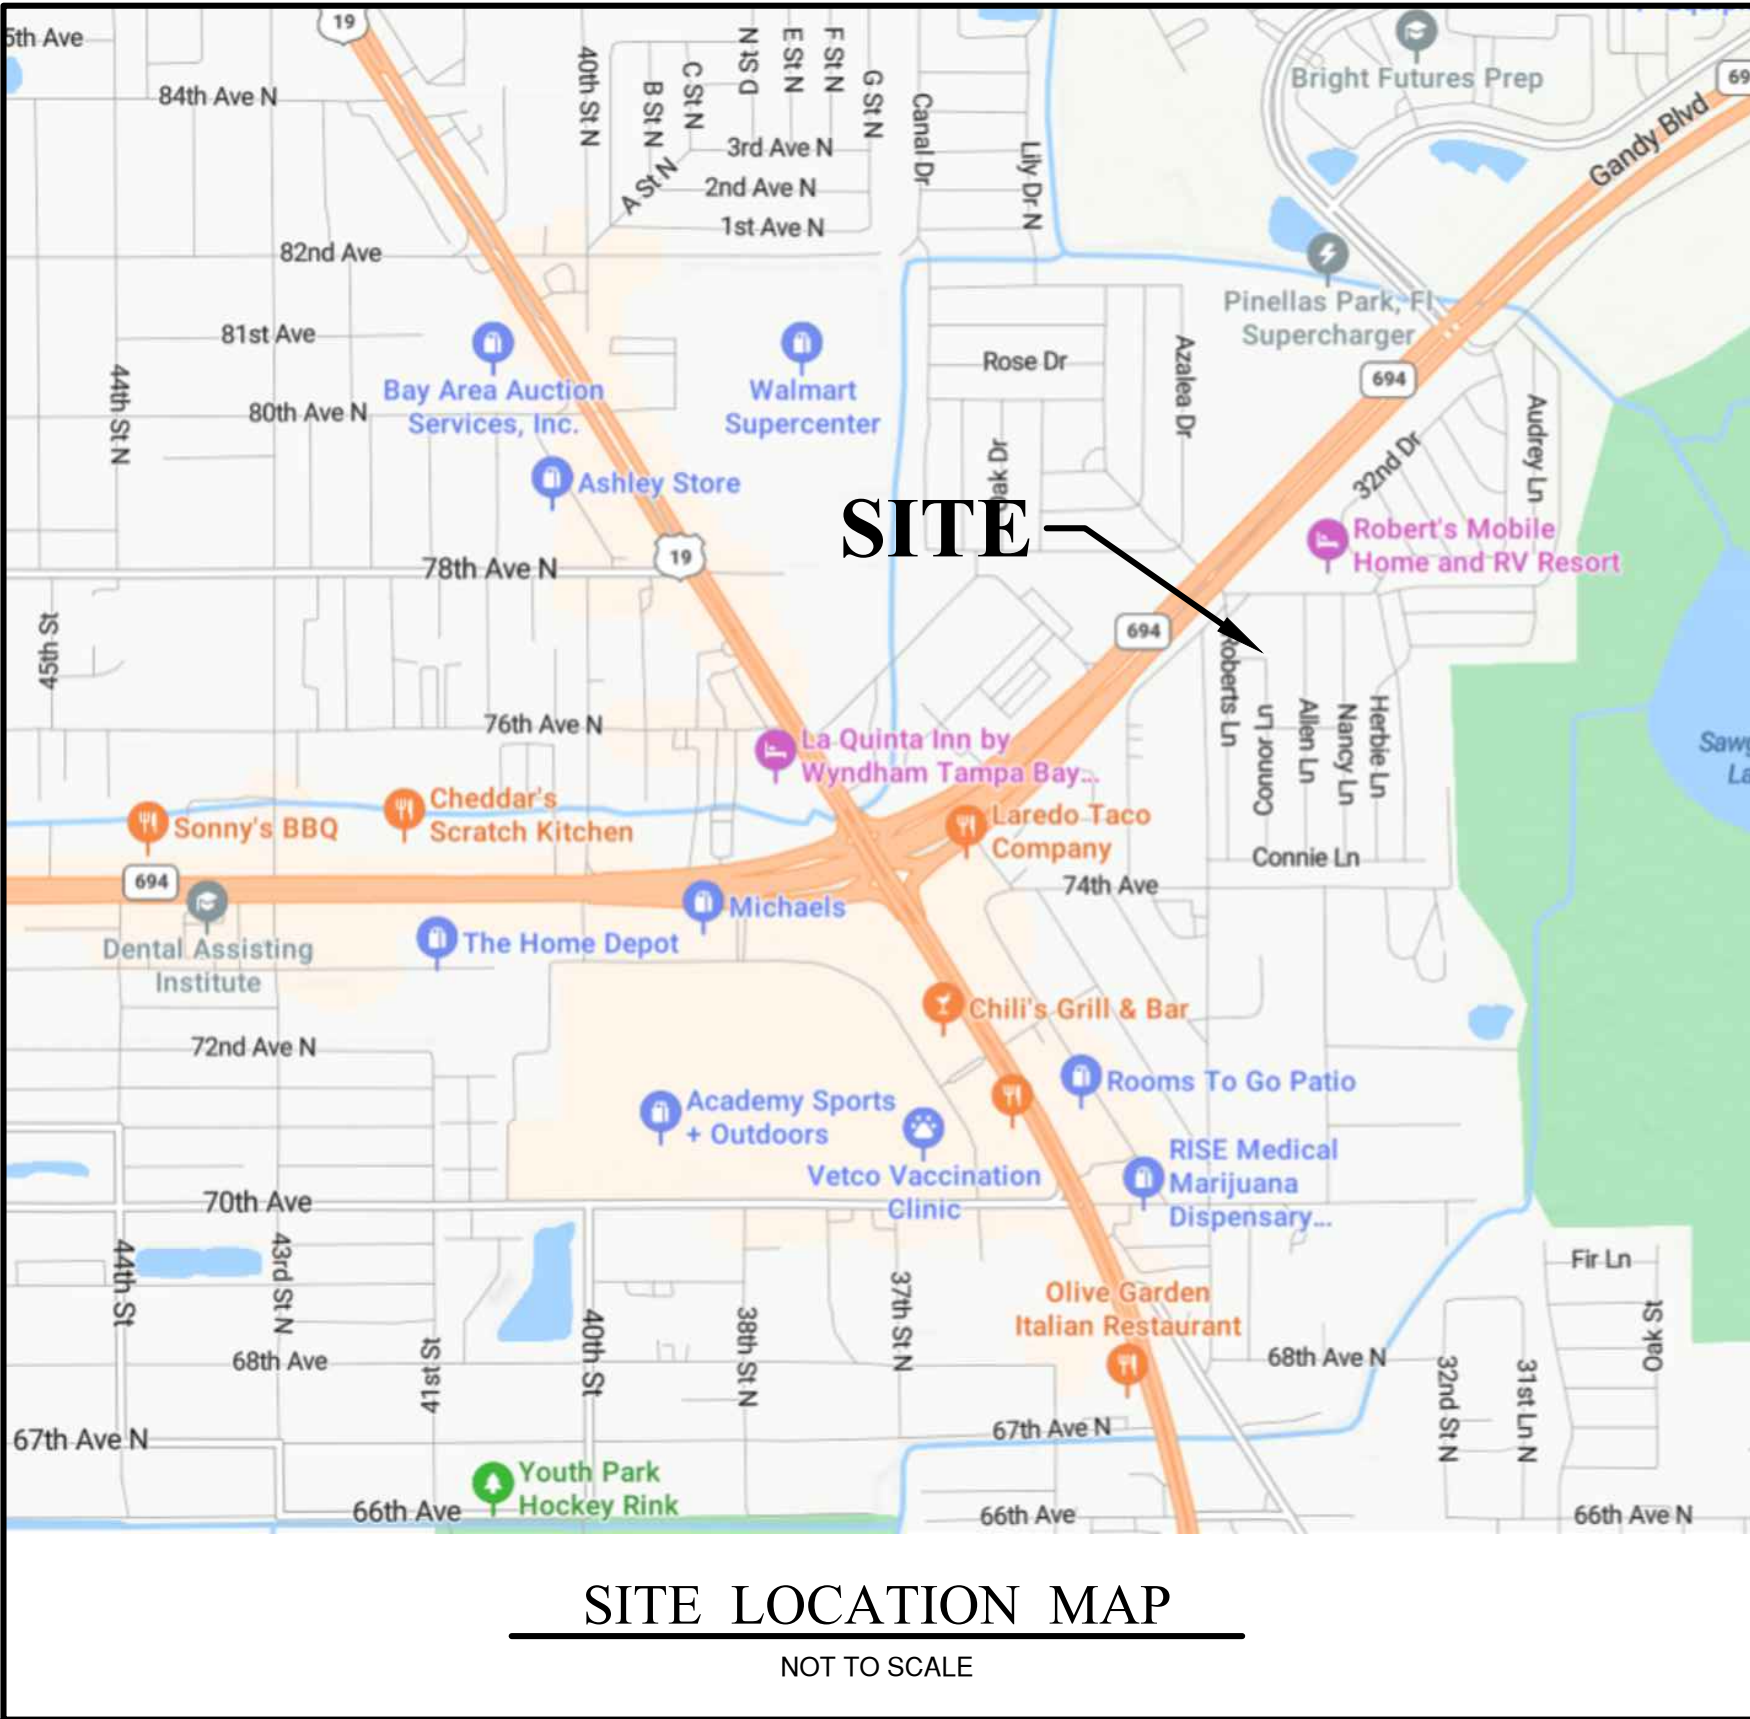 19
5th Ave
84th Ave N
40th St N
B St N
C St N
D St N
E St N
F St N
G St N
A St N
3rd Ave N
2nd Ave N
1st Ave N
Canal Dr
Lily Dr N
Bright Futures Prep
69
Gandy Blvd
82nd Ave
Pinellas Park, Fl
Supercharger
81st Ave
44th St N
80th Ave N
Bay Area Auction
Services, Inc.
Walmart
Supercenter
Rose Dr
Azalea Dr
694
Audrey Ln
32nd Dr
Ashley Store
Oak Dr
SITE
Robert's Mobile
Home and RV Resort
78th Ave N
19
45th St
694
Roberts Ln
Connor Ln
Allen Ln
Nancy Ln
Herbie Ln
76th Ave N
La Quinta Inn by
Wyndham Tampa Bay...
Sonny's BBQ
Cheddar's
Scratch Kitchen
Laredo Taco
Company
Connie Ln
74th Ave
694
Michaels
Dental Assisting
Institute
The Home Depot
Chili's Grill & Bar
72nd Ave N
Rooms To Go Patio
Academy Sports
+ Outdoors
Vetco Vaccination
Clinic
RISE Medical
Marijuana
Dispensary...
70th Ave
44th St
43rd St N
Fir Ln
Olive Garden
Italian Restaurant
37th St N
38th St N
40th St
41st St
68th Ave
68th Ave N
Oak St
32nd St N
31st Ln N
67th Ave N
67th Ave N
Youth Park
Hockey Rink
66th Ave
66th Ave
66th Ave N
SITE LOCATION MAP
NOT TO SCALE